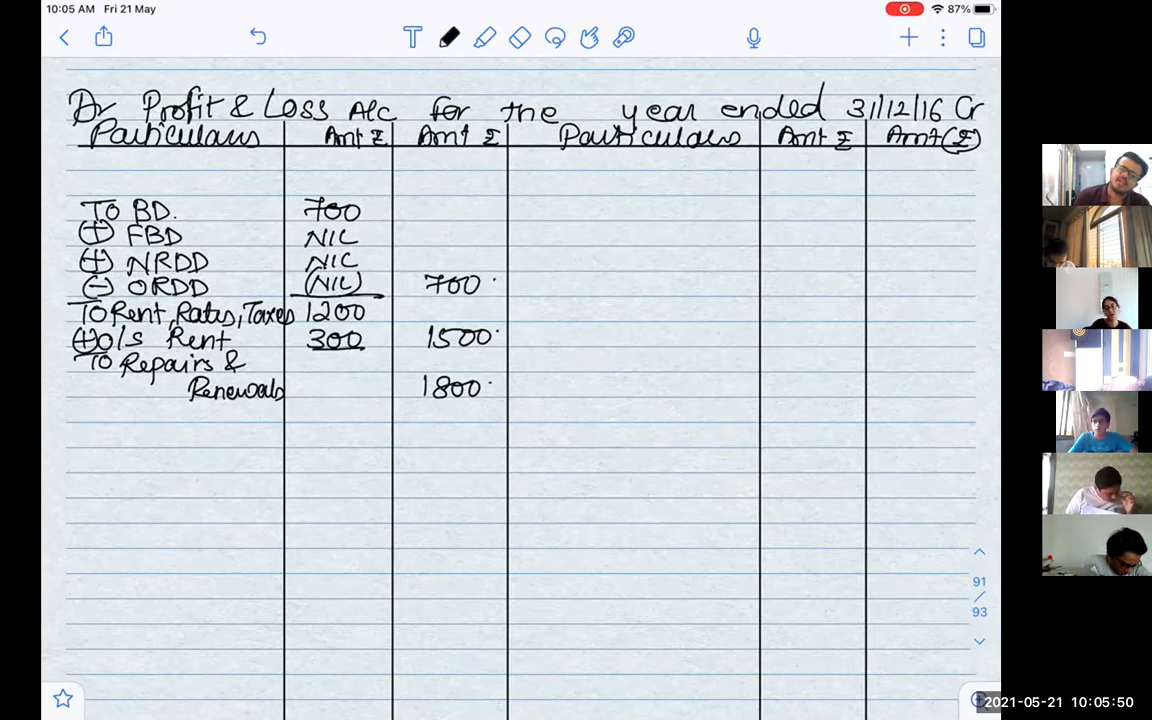 10:05 AM Fri 21 May 87%
T
Dr Profit & Loss A/c for the year ended 31/12/16 Cr
Particulars Amt ₹ Amt ₹ Particulars Amt ₹ Amt (₹)
To BD. 700
(+) FBD NIL
(+) NRDD NIL
(-) ORDD (NIL) 700
To Rent, Rates, Taxes 1200
(+) o/s Rent 300 1500
To Repairs &
Renewals 1800
91
/
93
2021-05-21 10:05:50